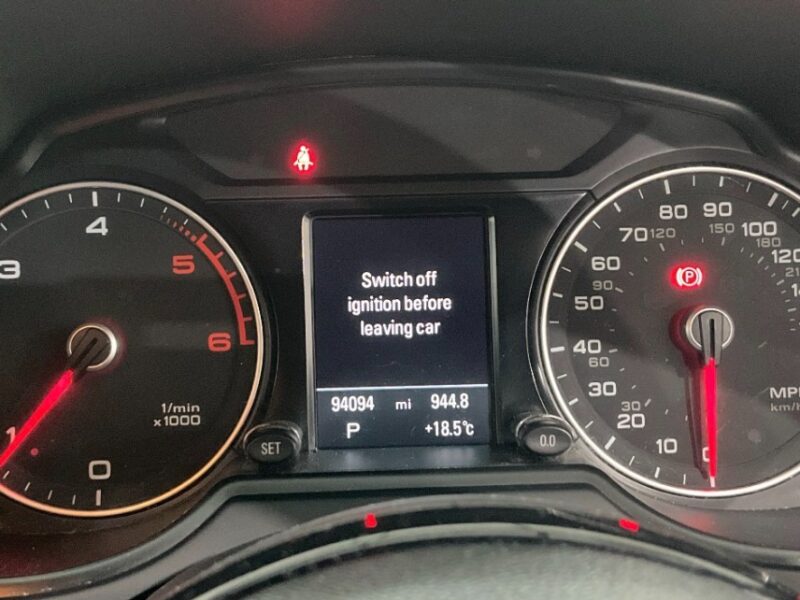 4
3
5
6
1/min
x1000
1
0
Switch off
ignition before
leaving car
94094 mi 944.8
P +18.5°c
SET
0.0
80 90
70 120 150 100
180
60
120
90
50
P
40
60
MPH
30
30
20
10
0